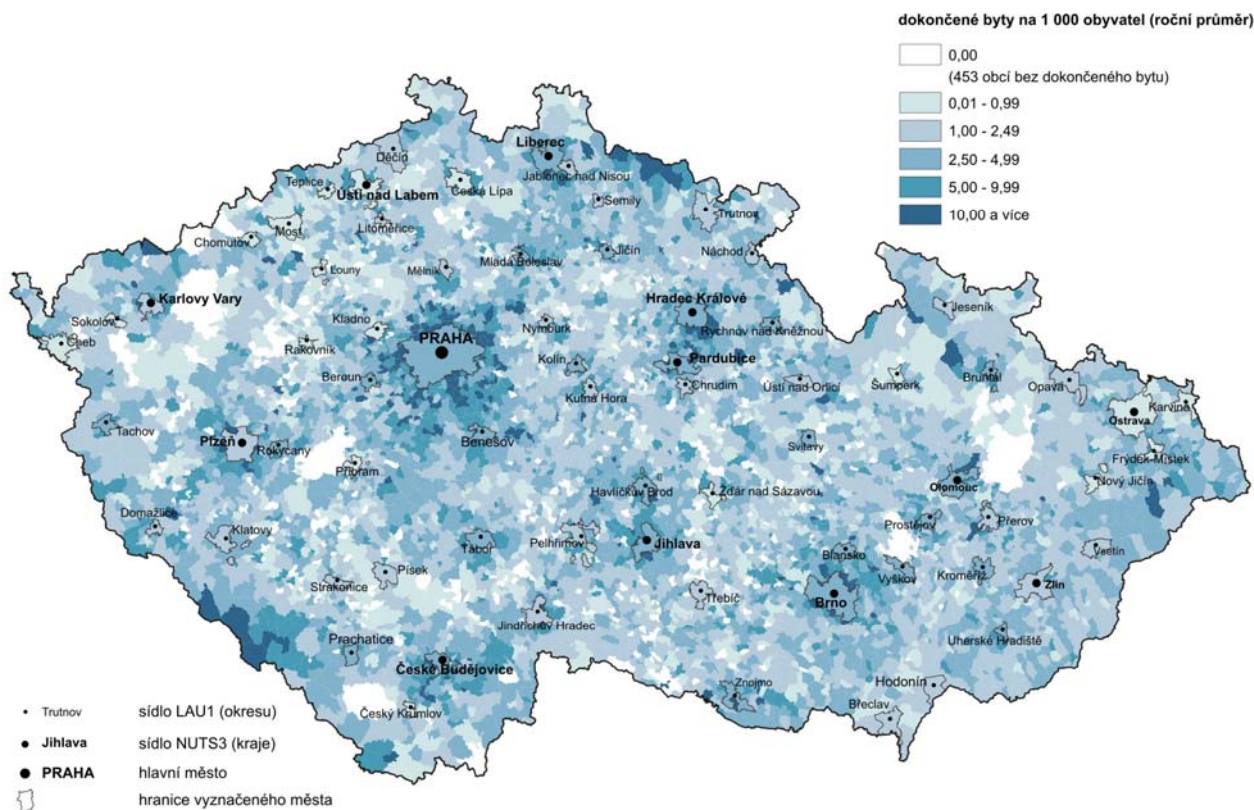 dokončené byty na 1 000 obyvatel (roční průměr)
0,00
(453 obcí bez dokončeného bytu)
0,01 - 0,99
1,00 - 2,49
2,50 - 4,99
5,00 - 9,99
10,00 a více
Liberec
Děčín
Jablonec nad Nisou
Teplice
Ústí nad Labem
Česká Lípa
Semily
Trutnov
Most
Litoměřice
Chomutov
Jičín
Náchod
Mladá Boleslav
Louny
Mělník
Karlovy Vary
Hradec Králové
Jeseník
Sokolov
Kladno
Nymburk
Rychnov nad Kněžnou
Cheb
Rakovník
PRAHA
Kolín
Pardubice
Beroun
Kutná Hora
Chrudim
Ústí nad Orlicí
Šumperk
Bruntál
Opava
Karviná
Ostrava
Tachov
Plzeň
Rokycany
Benešov
Svitavy
Frýdek-Místek
Příbram
Nový Jičín
Olomouc
Havlíčkův Brod
Žďár nad Sázavou
Domažlice
Klatovy
Prostějov
Přerov
Tábor
Pelhřimov
Jihlava
Vsetín
Blansko
Písek
Vyškov
Kroměříž
Strakonice
Zlín
Třebíč
Brno
Jindřichův Hradec
Prachatice
Uherské Hradiště
České Budějovice
Znojmo
Hodonín
Břeclav
Český Krumlov
Trutnov sídlo LAU1 (okresu)
Jihlava sídlo NUTS3 (kraje)
PRAHA hlavní město
hranice vyznačeného města